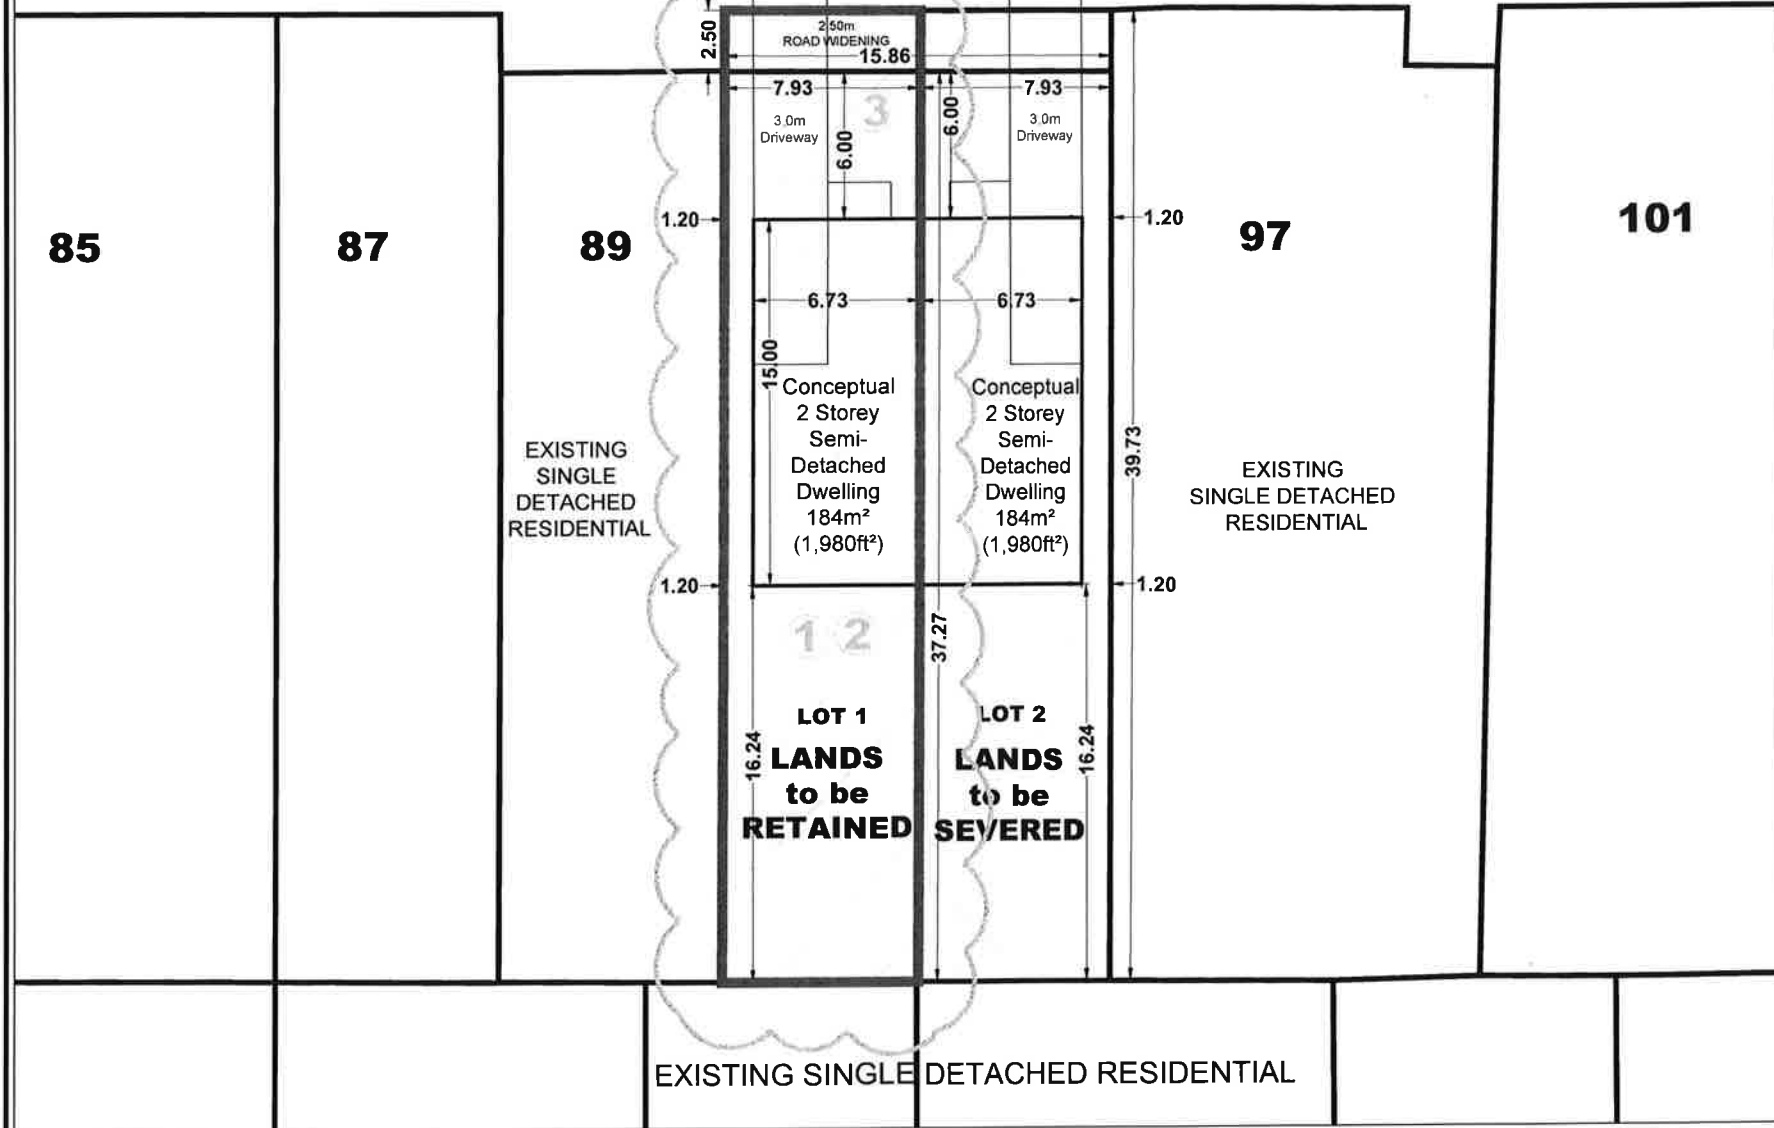 2.50
2.50m
ROAD WIDENING
15.86
7.93
7.93
3.0m
Driveway
3
6.00
6.00
3.0m
Driveway
1.20
1.20
85
87
89
97
101
6.73
6.73
15.00
Conceptual
2 Storey
Semi-
Detached
Dwelling
184m²
(1,980ft²)
Conceptual
2 Storey
Semi-
Detached
Dwelling
184m²
(1,980ft²)
39.73
EXISTING
SINGLE
DETACHED
RESIDENTIAL
EXISTING
SINGLE DETACHED
RESIDENTIAL
1.20
1.20
1 2
37.27
LOT 1
LANDS
to be
RETAINED
LOT 2
LANDS
to be
SEVERED
16.24
16.24
EXISTING SINGLE DETACHED RESIDENTIAL